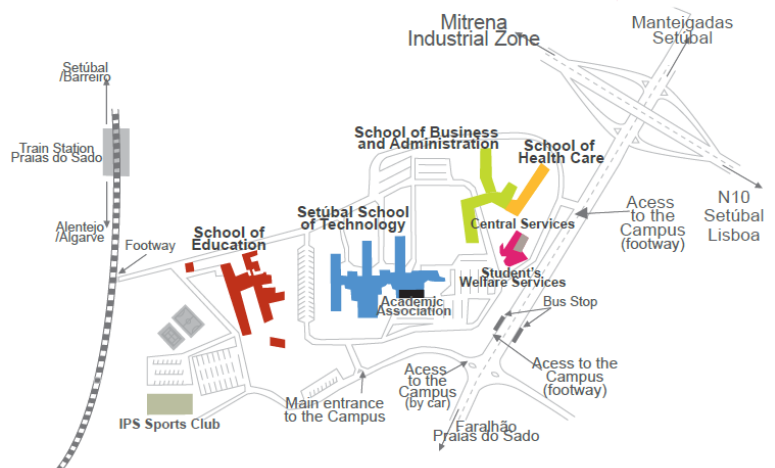 Mitrena
Industrial Zone
Manteigadas
Setúbal
Setúbal
/Barreiro
Train Station
Praias do Sado
Alentejo
/Algarve
Footway
School of Business
and Administration
School of
Health Care
N10
Setúbal
Lisboa
Acess
to the
Campus
(footway)
Central Services
Setúbal School
of Technology
School of
Education
Student's
Welfare Services
Academic
Association
Bus Stop
Acess to the
Campus
(footway)
Acess
to the
Campus
(by car)
Main entrance
to the Campus
IPS Sports Club
Faralhão
Praias do Sado